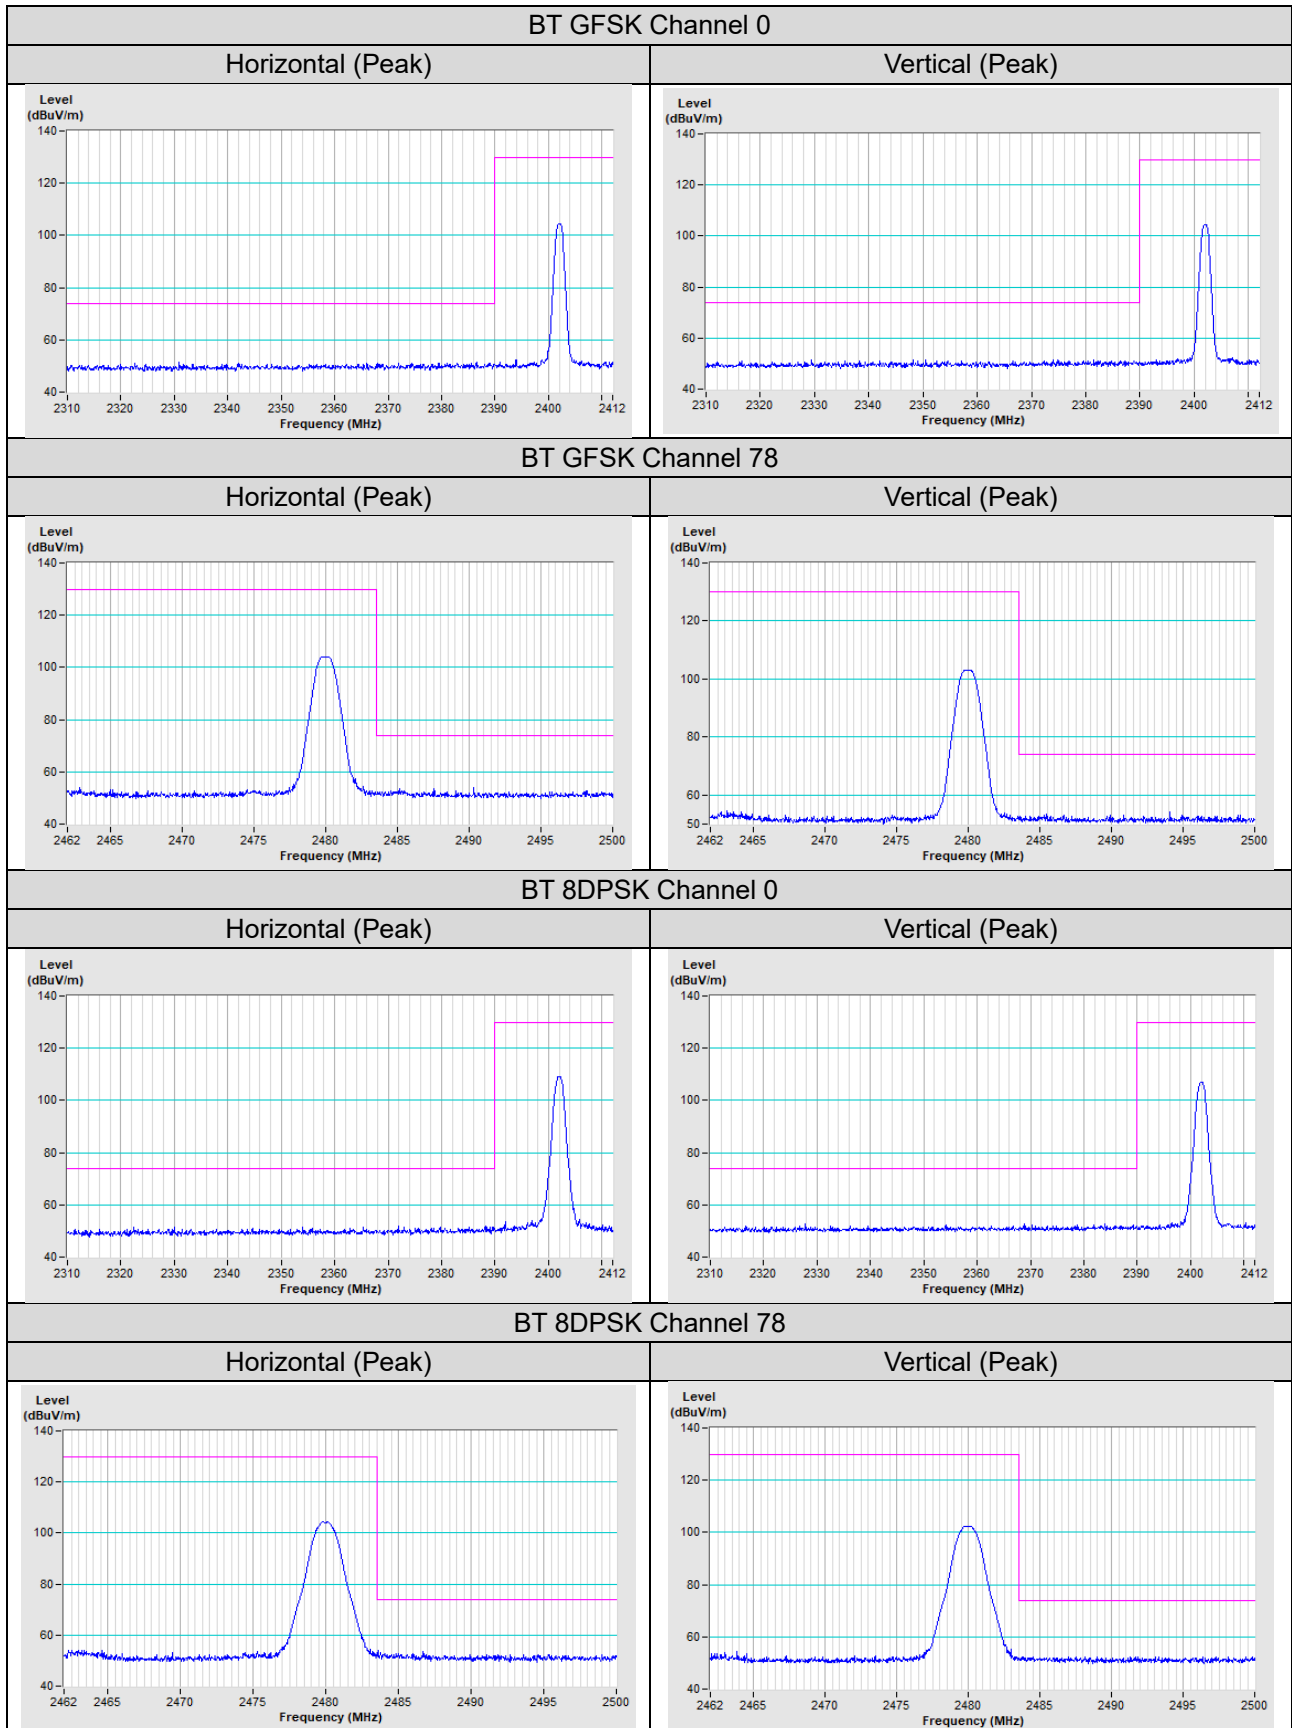 BT GFSK Channel 0
Horizontal (Peak) Vertical (Peak)
Level
(dBuV/m)
140
120
100
80
60
40
2310 2320 2330 2340 2350 2360 2370 2380 2390 2400 2412
Frequency (MHz)
Level
(dBuV/m)
140
120
100
80
60
40
2310 2320 2330 2340 2350 2360 2370 2380 2390 2400 2412
Frequency (MHz)
BT GFSK Channel 78
Horizontal (Peak) Vertical (Peak)
Level
(dBuV/m)
140
120
100
80
60
40
2462 2465 2470 2475 2480 2485 2490 2495 2500
Frequency (MHz)
Level
(dBuV/m)
140
120
100
80
60
50
2462 2465 2470 2475 2480 2485 2490 2495 2500
Frequency (MHz)
BT 8DPSK Channel 0
Horizontal (Peak) Vertical (Peak)
Level
(dBuV/m)
140
120
100
80
60
40
2310 2320 2330 2340 2350 2360 2370 2380 2390 2400 2412
Frequency (MHz)
Level
(dBuV/m)
140
120
100
80
60
40
2310 2320 2330 2340 2350 2360 2370 2380 2390 2400 2412
Frequency (MHz)
BT 8DPSK Channel 78
Horizontal (Peak) Vertical (Peak)
Level
(dBuV/m)
140
120
100
80
60
40
2462 2465 2470 2475 2480 2485 2490 2495 2500
Frequency (MHz)
Level
(dBuV/m)
140
120
100
80
60
40
2462 2465 2470 2475 2480 2485 2490 2495 2500
Frequency (MHz)